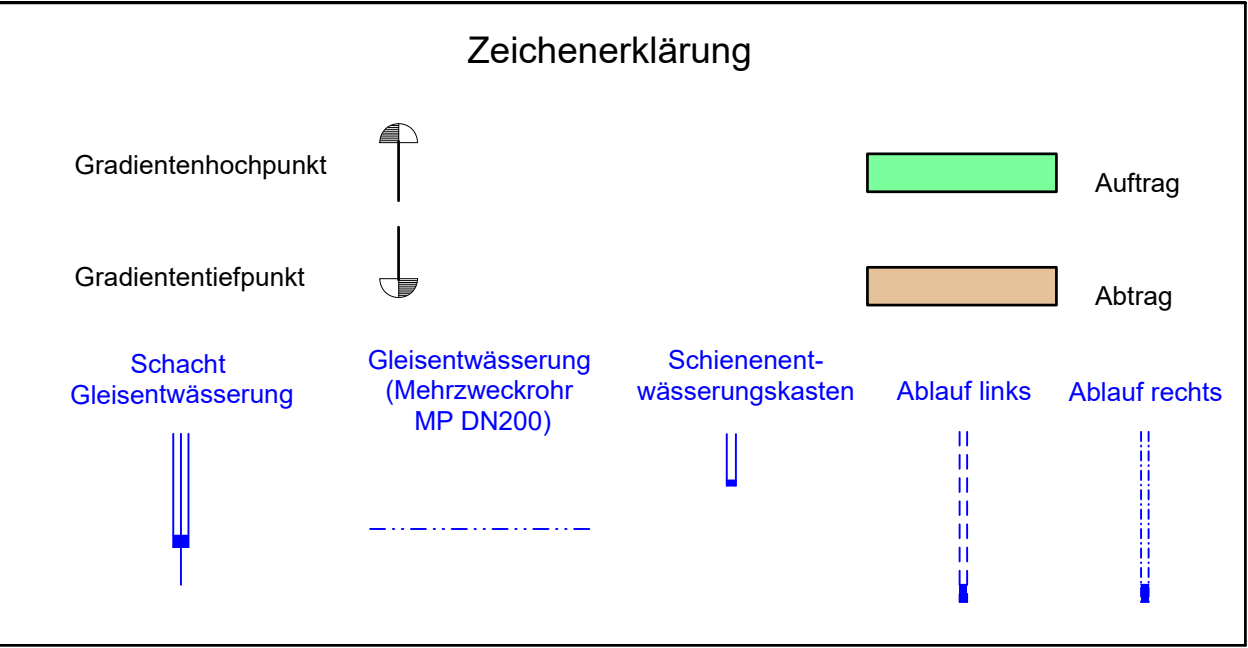 Zeichenerklärung
Gradientenhochpunkt
Auftrag
Gradiententiefpunkt
Abtrag
Schacht
Gleisentwässerung
Gleisentwässerung
(Mehrzweckrohr
MP DN200)
Schienenent-
wässerungskasten
Ablauf links
Ablauf rechts